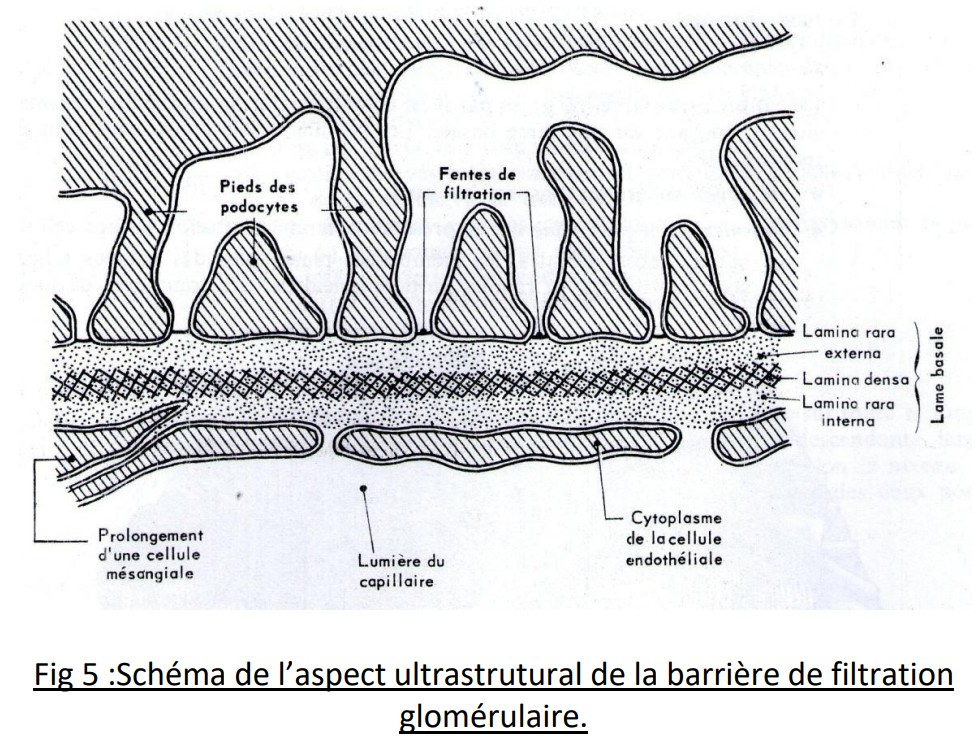 Pieds des
podocytes
Fentes de
filtration
Lamina rara
externa
Lamina densa
Lamina rara
interna
Lame basale
Prolongement
d'une cellule
mésangiale
Lumière du
capillaire
Cytoplasme
de la cellule
endothéliale
Fig 5 :Schéma de l’aspect ultrastrutural de la barrière de filtration
glomérulaire.